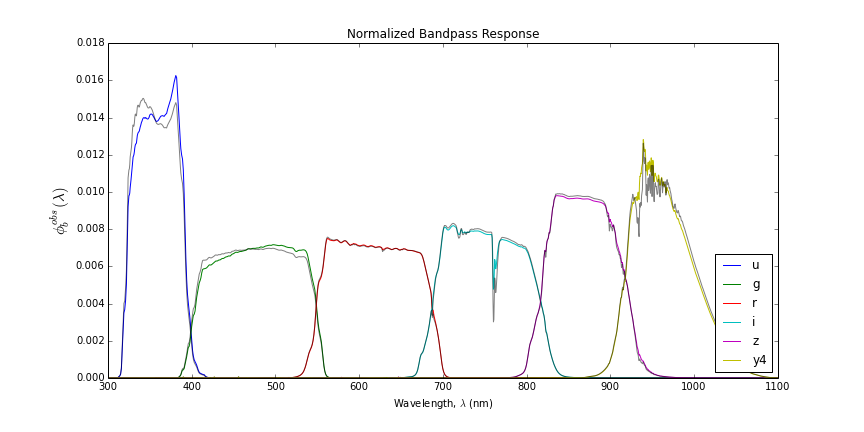 Normalized Bandpass Response
0.018
0.016
0.014
0.012
0.010
0.008
0.006
0.004
0.002
0.000
ϕ_b^obs (λ)
300 400 500 600 700 800 900 1000 1100
Wavelength, λ (nm)
u
g
r
i
z
y4